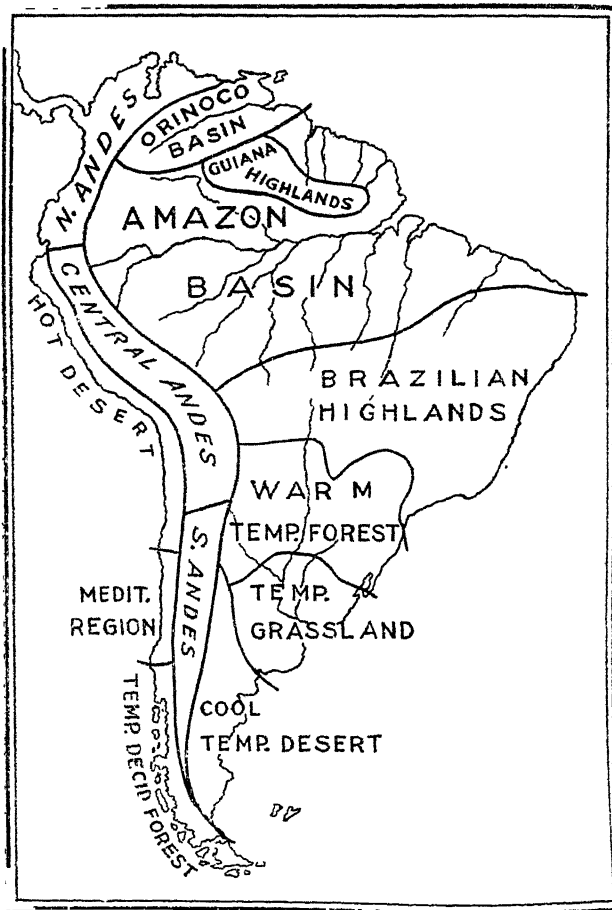 N. ANDES
ORINOCO
BASIN
GUIANA
HIGHLANDS
AMAZON
BASIN
CENTRAL ANDES
HOT DESERT
BRAZILIAN
HIGHLANDS
WARM
TEMP. FOREST
S. ANDES
MEDIT.
REGION
TEMP.
GRASSLAND
COOL
TEMP. DESERT
TEMP. DECID FOREST